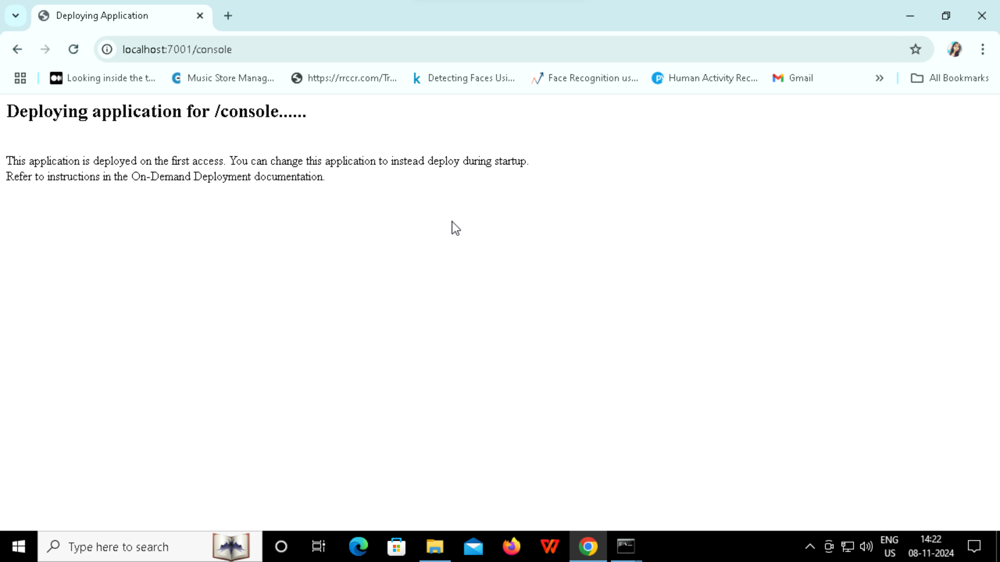 Deploying Application
localhost:7001/console
Looking inside the t...
Music Store Manag...
https://rrccr.com/Tr...
Detecting Faces Usi...
Face Recognition us...
Human Activity Rec...
Gmail
All Bookmarks
Deploying application for /console......
This application is deployed on the first access. You can change this application to instead deploy during startup.
Refer to instructions in the On-Demand Deployment documentation.
Type here to search
ENG
US
14:22
08-11-2024